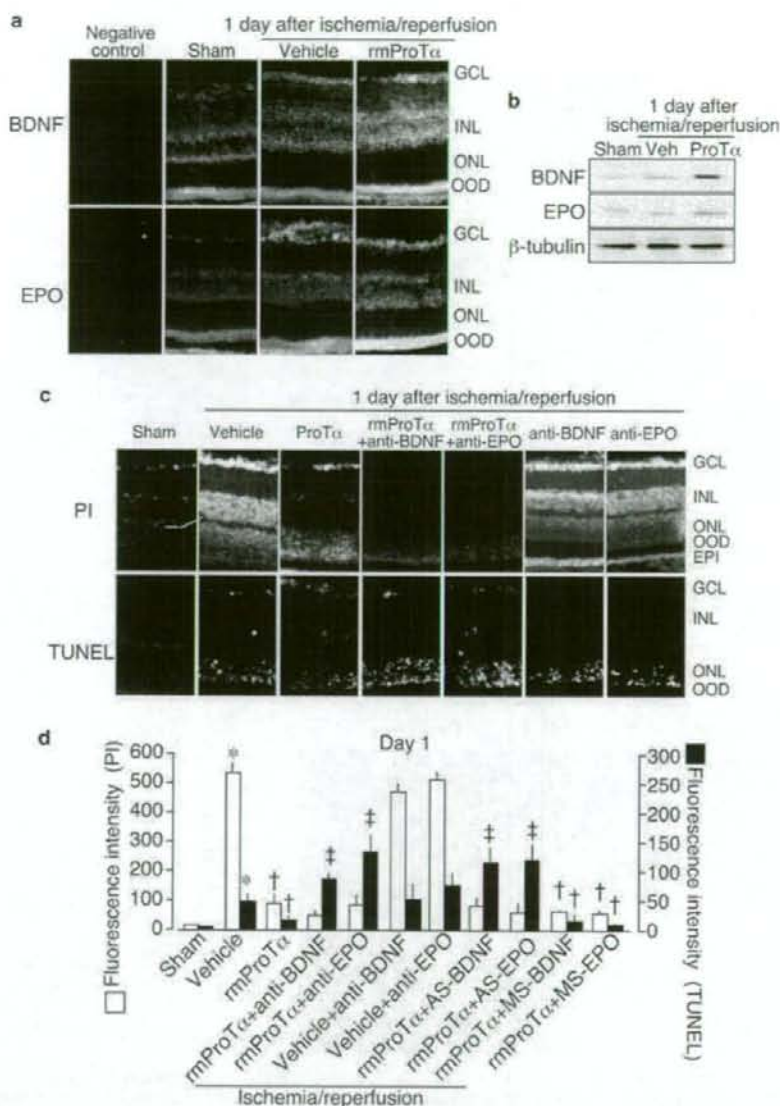 a
1 day after ischemia/reperfusion
Negative control
Sham
Vehicle
rmProTα
BDNF
GCL
INL
ONL
OOD
EPO
GCL
INL
ONL
OOD
b
1 day after
ischemia/reperfusion
Sham Veh ProTα
BDNF
EPO
β-tubulin
c
1 day after ischemia/reperfusion
Sham
Vehicle
ProTα
rmProTα
+anti-BDNF
rmProTα
+anti-EPO
anti-BDNF
anti-EPO
PI
GCL
INL
ONL
OOD
EPI
TUNEL
GCL
INL
ONL
OOD
d
Day 1
Fluorescence intensity (PI)
600
500
400
300
200
100
0
* * † † ‡ ‡ ‡ ‡ † † † †
300
250
200
150
100
50
0
Fluorescence intensity (TUNEL)
Sham
Vehicle
rmProTα
rmProTα+anti-BDNF
rmProTα+anti-EPO
Vehicle+anti-BDNF
Vehicle+anti-EPO
rmProTα+AS-BDNF
rmProTα+AS-EPO
rmProTα+MS-BDNF
rmProTα+MS-EPO
Ischemia/reperfusion